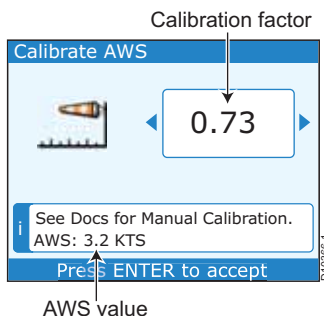 Calibration factor
Calibrate AWS
0.73
i
See Docs for Manual Calibration.
AWS: 3.2 KTS
Press ENTER to accept
AWS value